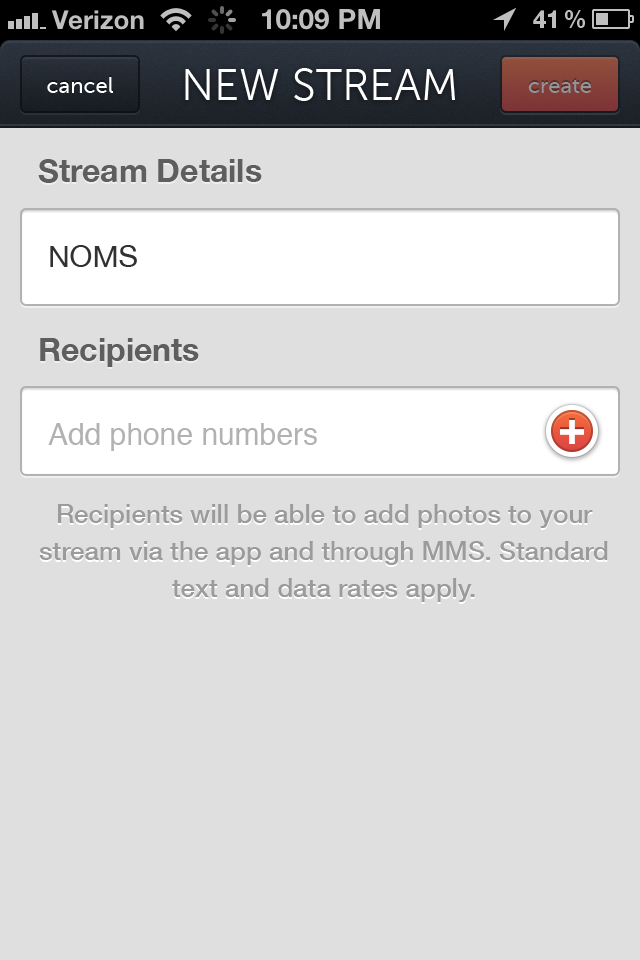 Verizon 10:09 PM 41 %
cancel NEW STREAM create
Stream Details
NOMS
Recipients
Add phone numbers
Recipients will be able to add photos to your
stream via the app and through MMS. Standard
text and data rates apply.